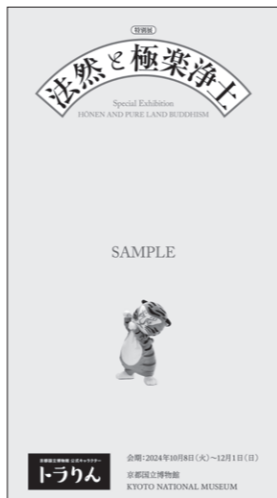 特別展
法然と極楽浄土
Special Exhibition
HŌNEN AND PURE LAND BUDDHISM
SAMPLE
京都国立博物館 公式キャラクター
トラりん
会期:2024年10月8日(火)~12月1日(日)
京都国立博物館
KYOTO NATIONAL MUSEUM